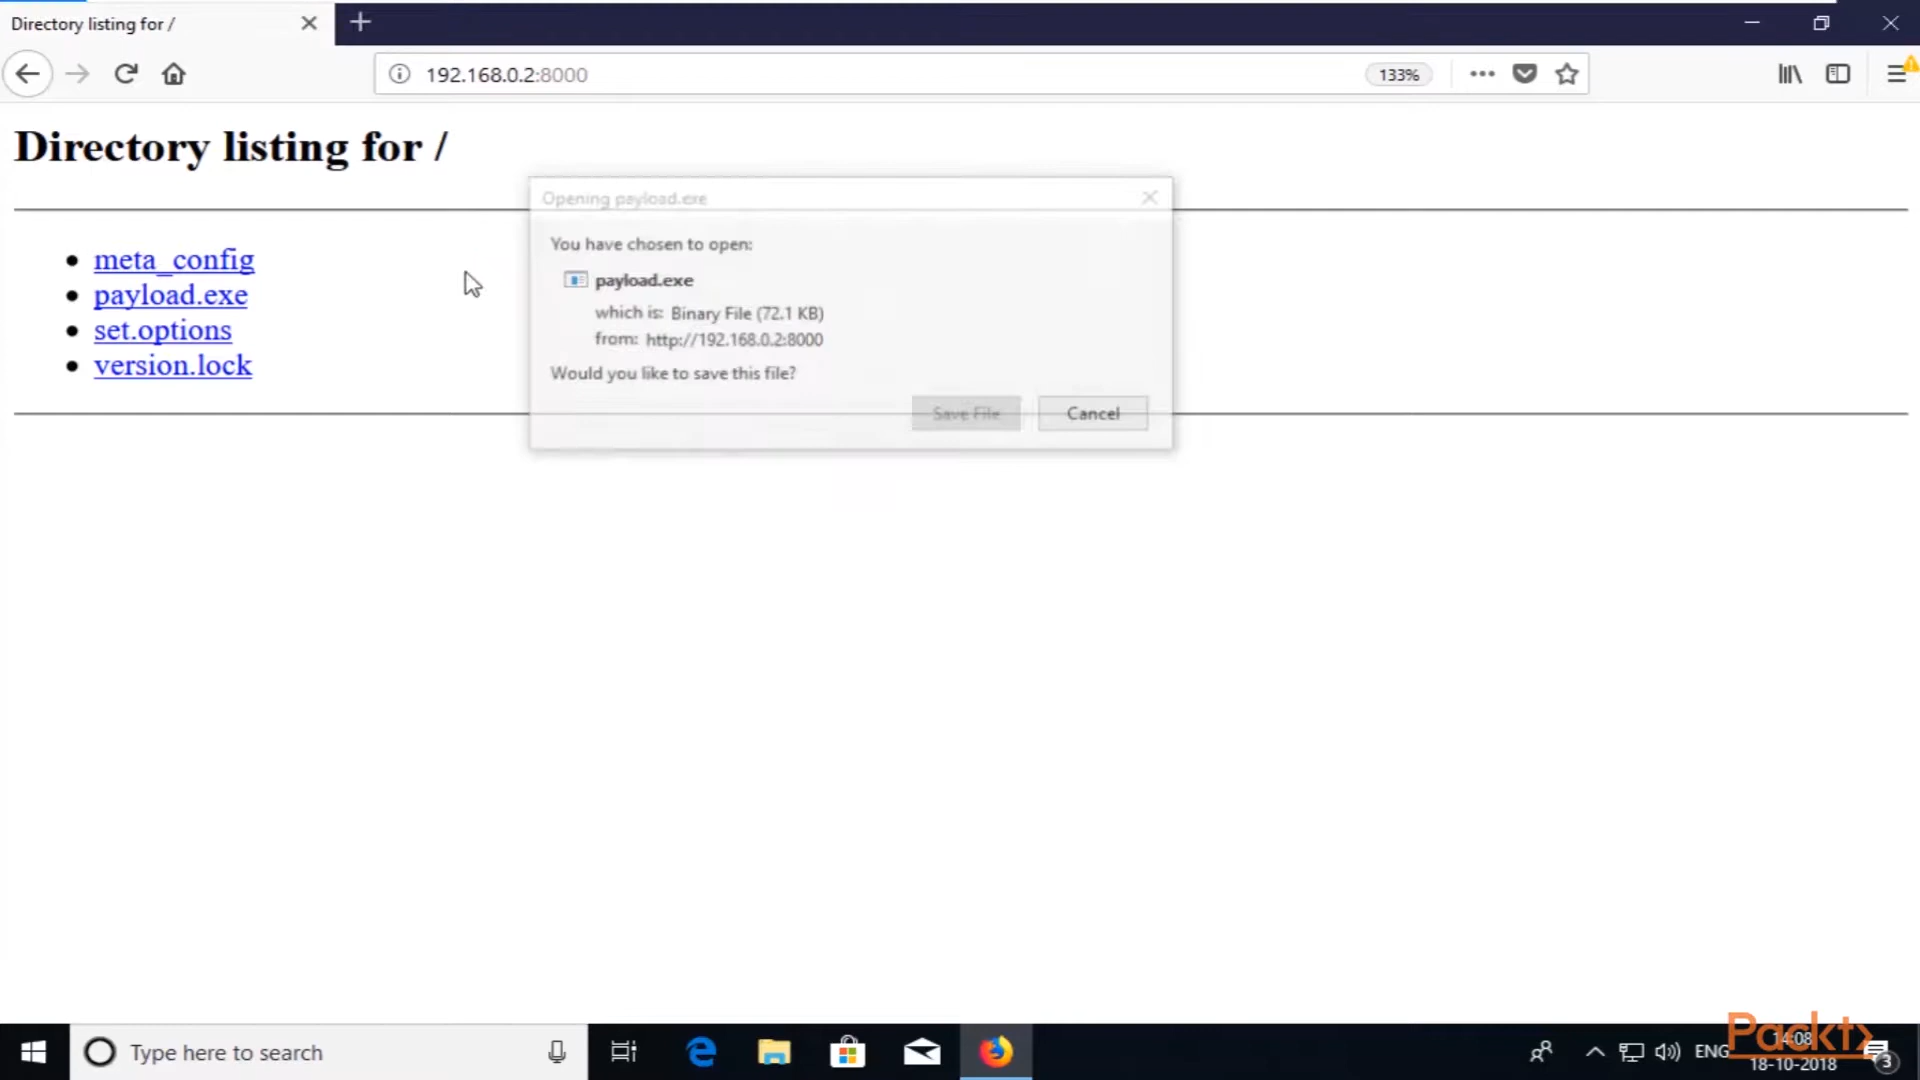 Directory listing for /
192.168.0.2:8000
133%
Directory listing for /
meta_config
payload.exe
set.options
version.lock
Opening payload.exe
You have chosen to open:
payload.exe
which is: Binary File (72.1 KB)
from: http://192.168.0.2:8000
Would you like to save this file?
Save File
Cancel
Type here to search
ENG
Packt>
14:08
18-10-2018
3